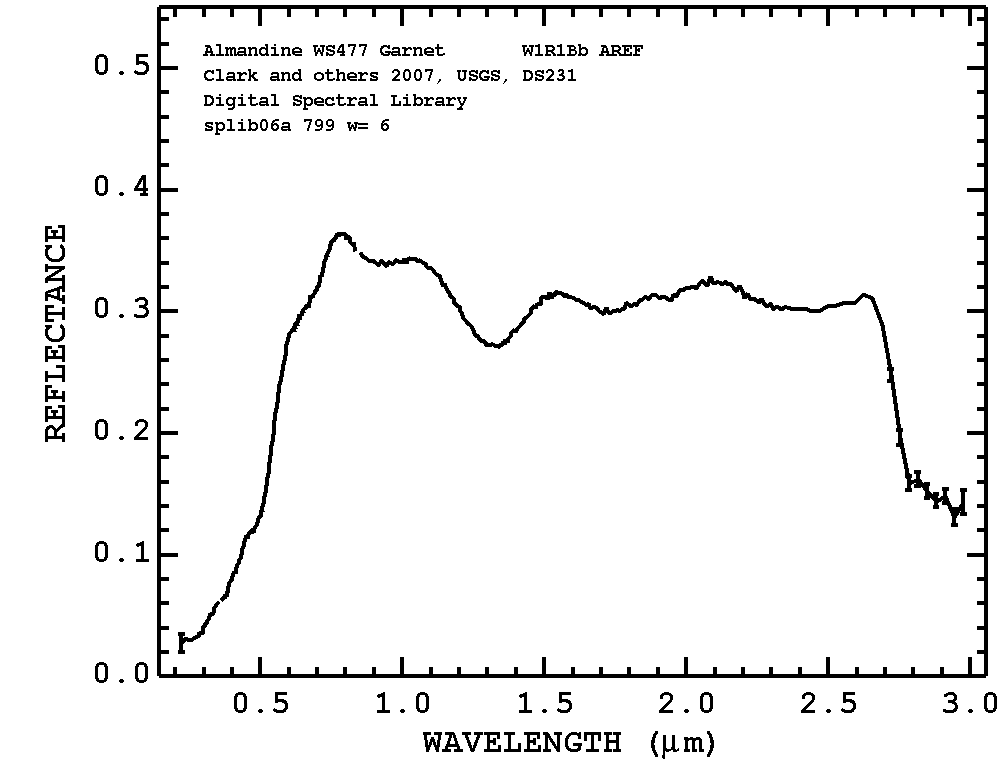 Almandine WS477 Garnet W1R1Bb AREF
Clark and others 2007, USGS, DS231
Digital Spectral Library
splib06a 799 w= 6
0.5
0.4
0.3
0.2
0.1
0.0
REFLECTANCE
0.5 1.0 1.5 2.0 2.5 3.0
WAVELENGTH (μm)